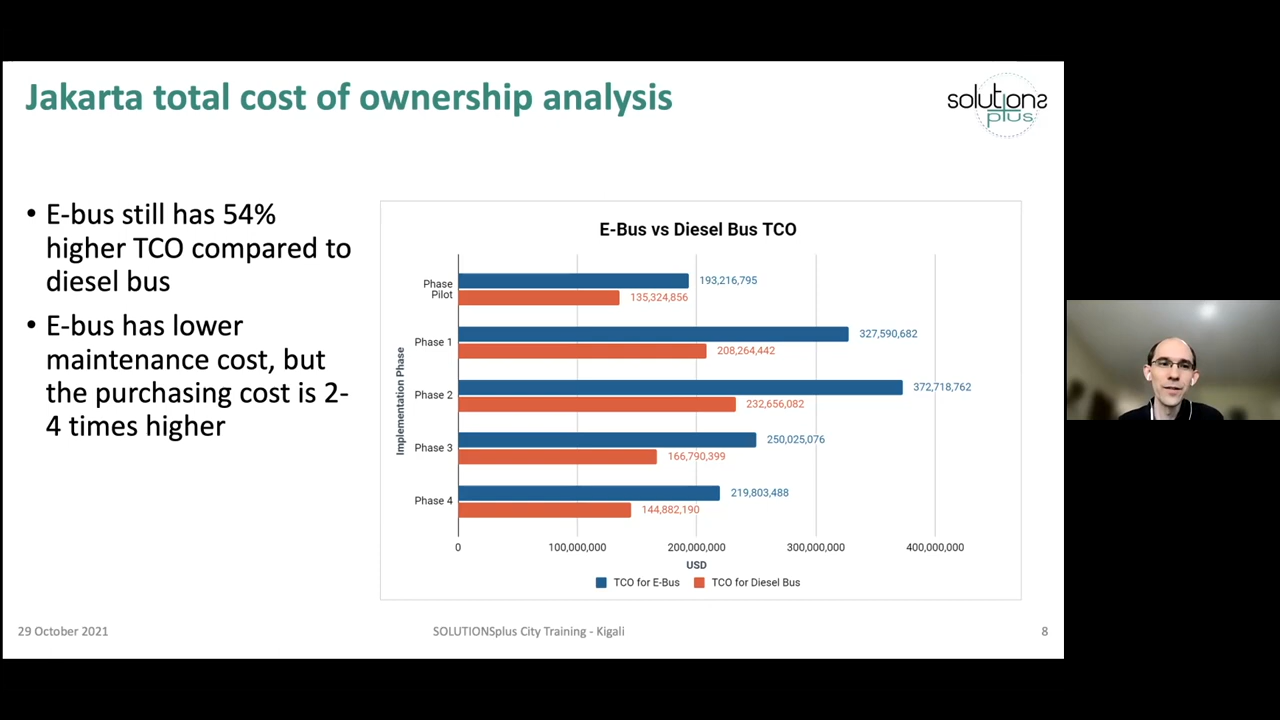 Jakarta total cost of ownership analysis
solutions
plus
• E-bus still has 54%
higher TCO compared to
diesel bus
• E-bus has lower
maintenance cost, but
the purchasing cost is 2-
4 times higher
E-Bus vs Diesel Bus TCO
Implementation Phase
Phase
Pilot
193,216,795
135,324,856
Phase 1
327,590,682
208,264,442
Phase 2
372,718,762
232,656,082
Phase 3
250,025,076
166,790,399
Phase 4
219,803,488
144,882,190
0 100,000,000 200,000,000 300,000,000 400,000,000
USD
TCO for E-Bus TCO for Diesel Bus
29 October 2021 SOLUTIONSplus City Training - Kigali 8